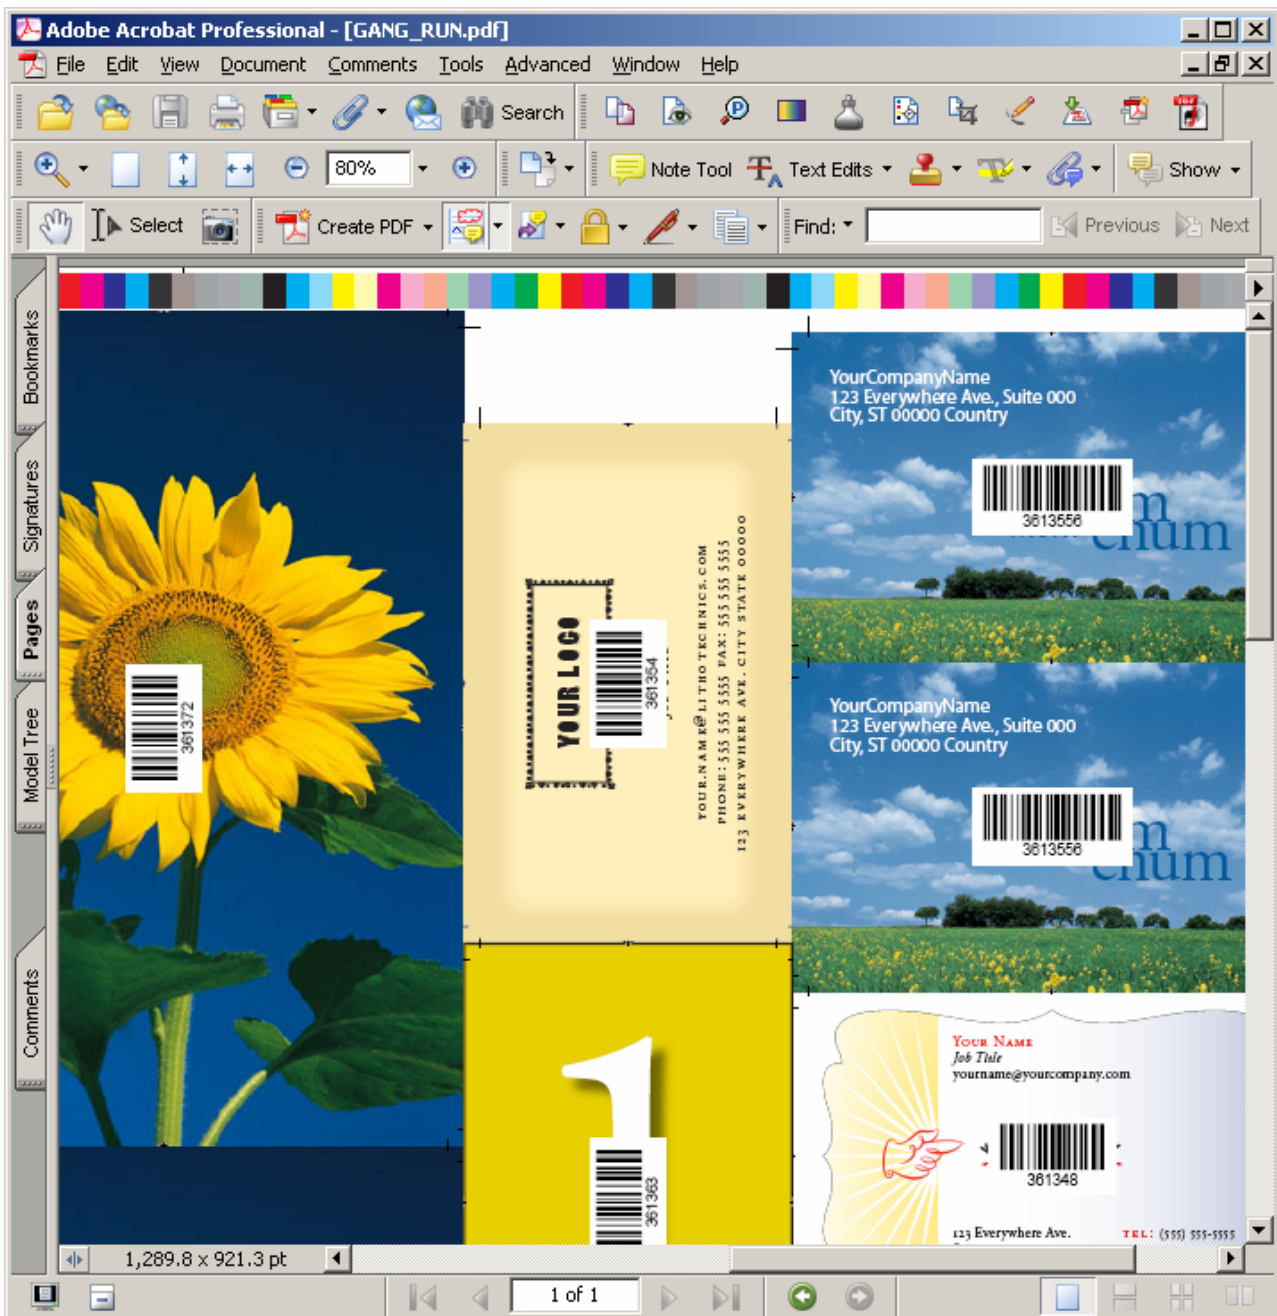 Adobe Acrobat Professional - [GANG_RUN.pdf]
File Edit View Document Comments Tools Advanced Window Help
Search
80%
Note Tool
Text Edits
Show
Select
Create PDF
Find:
Previous
Next
Bookmarks
Signatures
Pages
Model Tree
Comments
361372
YOUR LOGO
361354
YOUR.NAME@LITHOTECHNICS.COM
PHONE: 555 555 5555 FAX: 555 555 5555
123 EVERYWHERE AVE. CITY STATE 00000
1
361363
YourCompanyName
123 Everywhere Ave., Suite 000
City, ST 00000 Country
3613556
m
chum
YourCompanyName
123 Everywhere Ave., Suite 000
City, ST 00000 Country
3613556
m
chum
Your Name
Job Title
yourname@yourcompany.com
361348
123 Everywhere Ave.
TEL: (555) 555-5555
1,289.8 x 921.3 pt
1 of 1